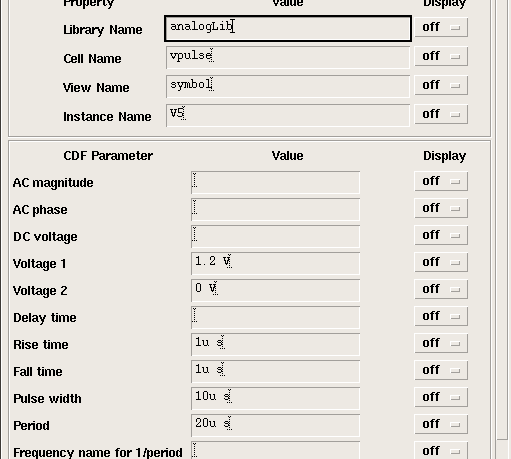 Property Value Display
Library Name analogLib off
Cell Name vpulse off
View Name symbol off
Instance Name V5 off
CDF Parameter Value Display
AC magnitude off
AC phase off
DC voltage off
Voltage 1 1.2 V off
Voltage 2 0 V off
Delay time off
Rise time 1u s off
Fall time 1u s off
Pulse width 10u s off
Period 20u s off
Frequency name for 1/period off